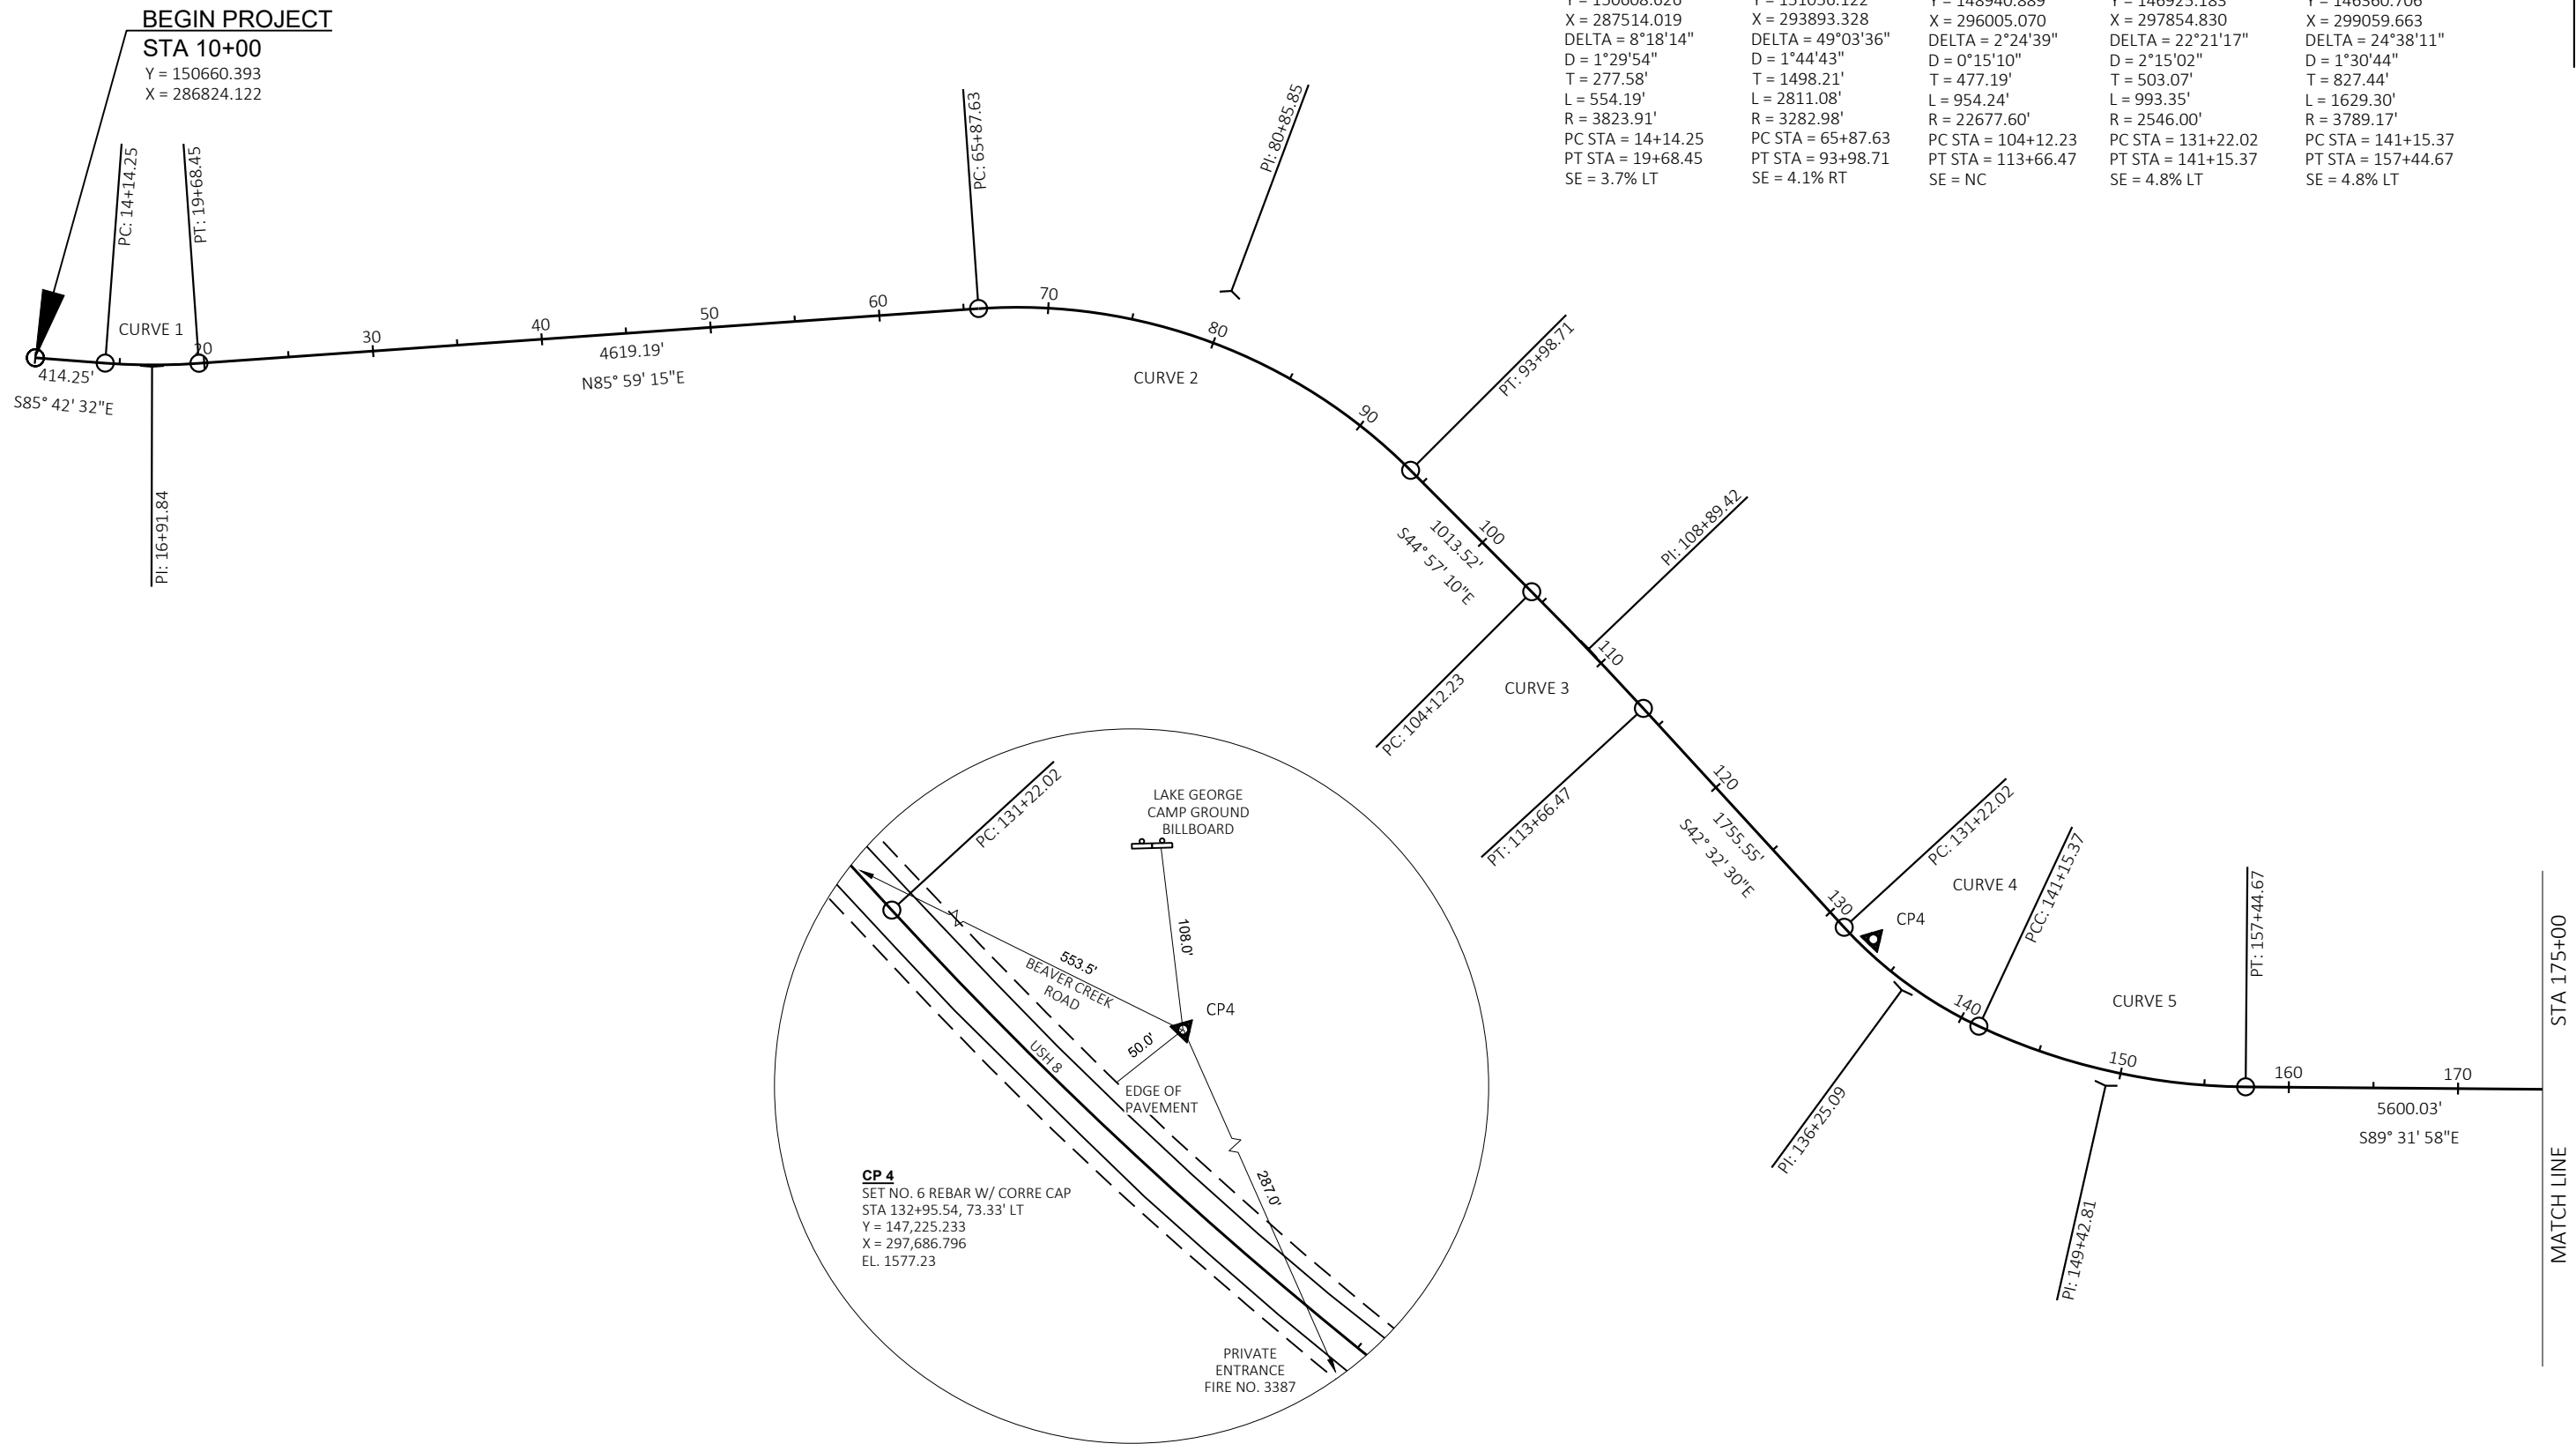 BEGIN PROJECT
STA 10+00
Y = 150660.393
X = 286824.122
Y = 150608.626
X = 287514.019
DELTA = 8°18'14"
D = 1°29'54"
T = 277.58'
L = 554.19'
R = 3823.91'
PC STA = 14+14.25
PT STA = 19+68.45
SE = 3.7% LT
X = 293893.328
DELTA = 49°03'36"
D = 1°44'43"
T = 1498.21'
L = 2811.08'
R = 3282.98'
PC STA = 65+87.63
PT STA = 93+98.71
SE = 4.1% RT
Y = 148940.889
X = 296005.070
DELTA = 2°24'39"
D = 0°15'10"
T = 477.19'
L = 954.24'
R = 22677.60'
PC STA = 104+12.23
PT STA = 113+66.47
SE = NC
Y = 146925.183
X = 297854.830
DELTA = 22°21'17"
D = 2°15'02"
T = 503.07'
L = 993.35'
R = 2546.00'
PC STA = 131+22.02
PT STA = 141+15.37
SE = 4.8% LT
Y = 146360.706
X = 299059.663
DELTA = 24°38'11"
D = 1°30'44"
T = 827.44'
L = 1629.30'
R = 3789.17'
PC STA = 141+15.37
PT STA = 157+44.67
SE = 4.8% LT
PC: 14+14.25
PT: 19+68.45
PC: 65+87.63
PI: 80+85.85
CURVE 1
20
30
40
50
60
70
80
90
414.25'
S85° 42' 32"E
4619.19'
N85° 59' 15"E
CURVE 2
PT: 93+98.71
PI: 16+91.84
100
1013.52'
S44° 57' 10"E
PI: 108+89.42
110
PC: 104+12.23
CURVE 3
PT: 113+66.47
120
1755.55'
S42° 32' 30"E
PC: 131+22.02
130
CURVE 4
CP4
PCC: 141+15.37
140
CURVE 5
PT: 157+44.67
150
160
170
5600.03'
S89° 31' 58"E
PI: 136+25.09
PI: 149+42.81
STA 175+00
MATCH LINE
PC: 131+22.02
LAKE GEORGE
CAMP GROUND
BILLBOARD
108.0'
553.5'
BEAVER CREEK
ROAD
CP4
50.0'
USH 8
EDGE OF
PAVEMENT
287.0'
CP 4
SET NO. 6 REBAR W/ CORRE CAP
STA 132+95.54, 73.33' LT
Y = 147,225.233
X = 297,686.796
EL. 1577.23
PRIVATE
ENTRANCE
FIRE NO. 3387